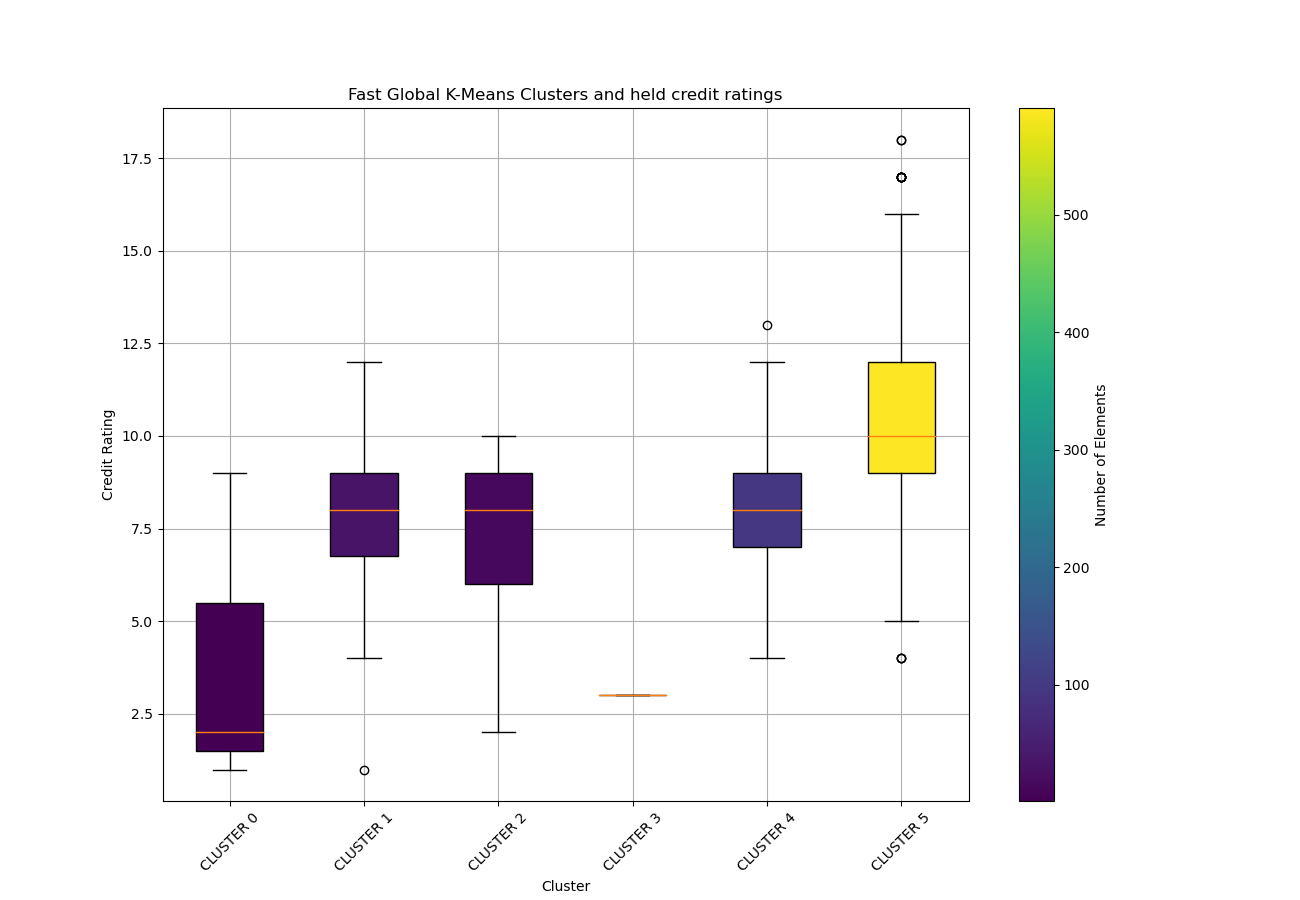 Fast Global K-Means Clusters and held credit ratings
17.5
15.0
12.5
10.0
7.5
5.0
2.5
Credit Rating
CLUSTER 0
CLUSTER 1
CLUSTER 2
CLUSTER 3
CLUSTER 4
CLUSTER 5
Cluster
500
400
300
200
100
Number of Elements